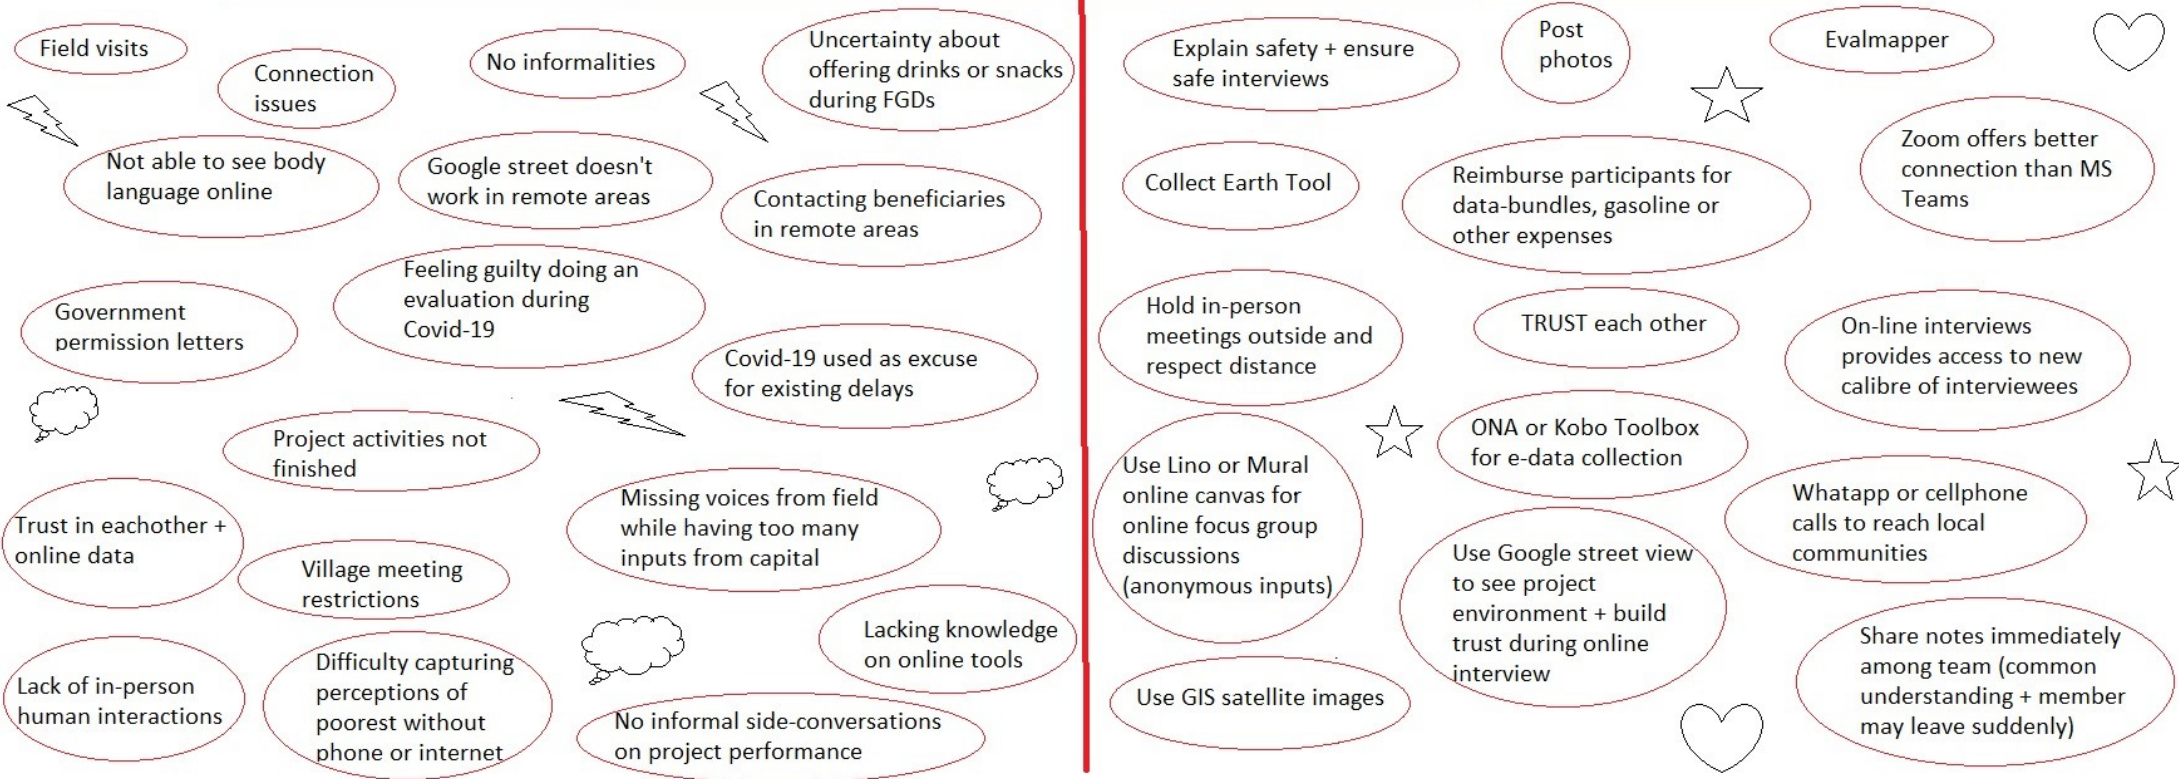 Field visits
Connection
issues
No informalities
Uncertainty about
offering drinks or snacks
during FGDs
Not able to see body
language online
Google street doesn't
work in remote areas
Contacting beneficiaries
in remote areas
Government
permission letters
Feeling guilty doing an
evaluation during
Covid-19
Covid-19 used as excuse
for existing delays
Project activities not
finished
Trust in eachother +
online data
Village meeting
restrictions
Missing voices from field
while having too many
inputs from capital
Lacking knowledge
on online tools
Lack of in-person
human interactions
Difficulty capturing
perceptions of
poorest without
phone or internet
No informal side-conversations
on project performance
Explain safety + ensure
safe interviews
Post
photos
Evalmapper
Collect Earth Tool
Reimburse participants for
data-bundles, gasoline or
other expenses
Zoom offers better
connection than MS
Teams
Hold in-person
meetings outside and
respect distance
TRUST each other
On-line interviews
provides access to new
calibre of interviewees
Use Lino or Mural
online canvas for
online focus group
discussions
(anonymous inputs)
ONA or Kobo Toolbox
for e-data collection
Whatapp or cellphone
calls to reach local
communities
Use Google street view
to see project
environment + build
trust during online
interview
Use GIS satellite images
Share notes immediately
among team (common
understanding + member
may leave suddenly)